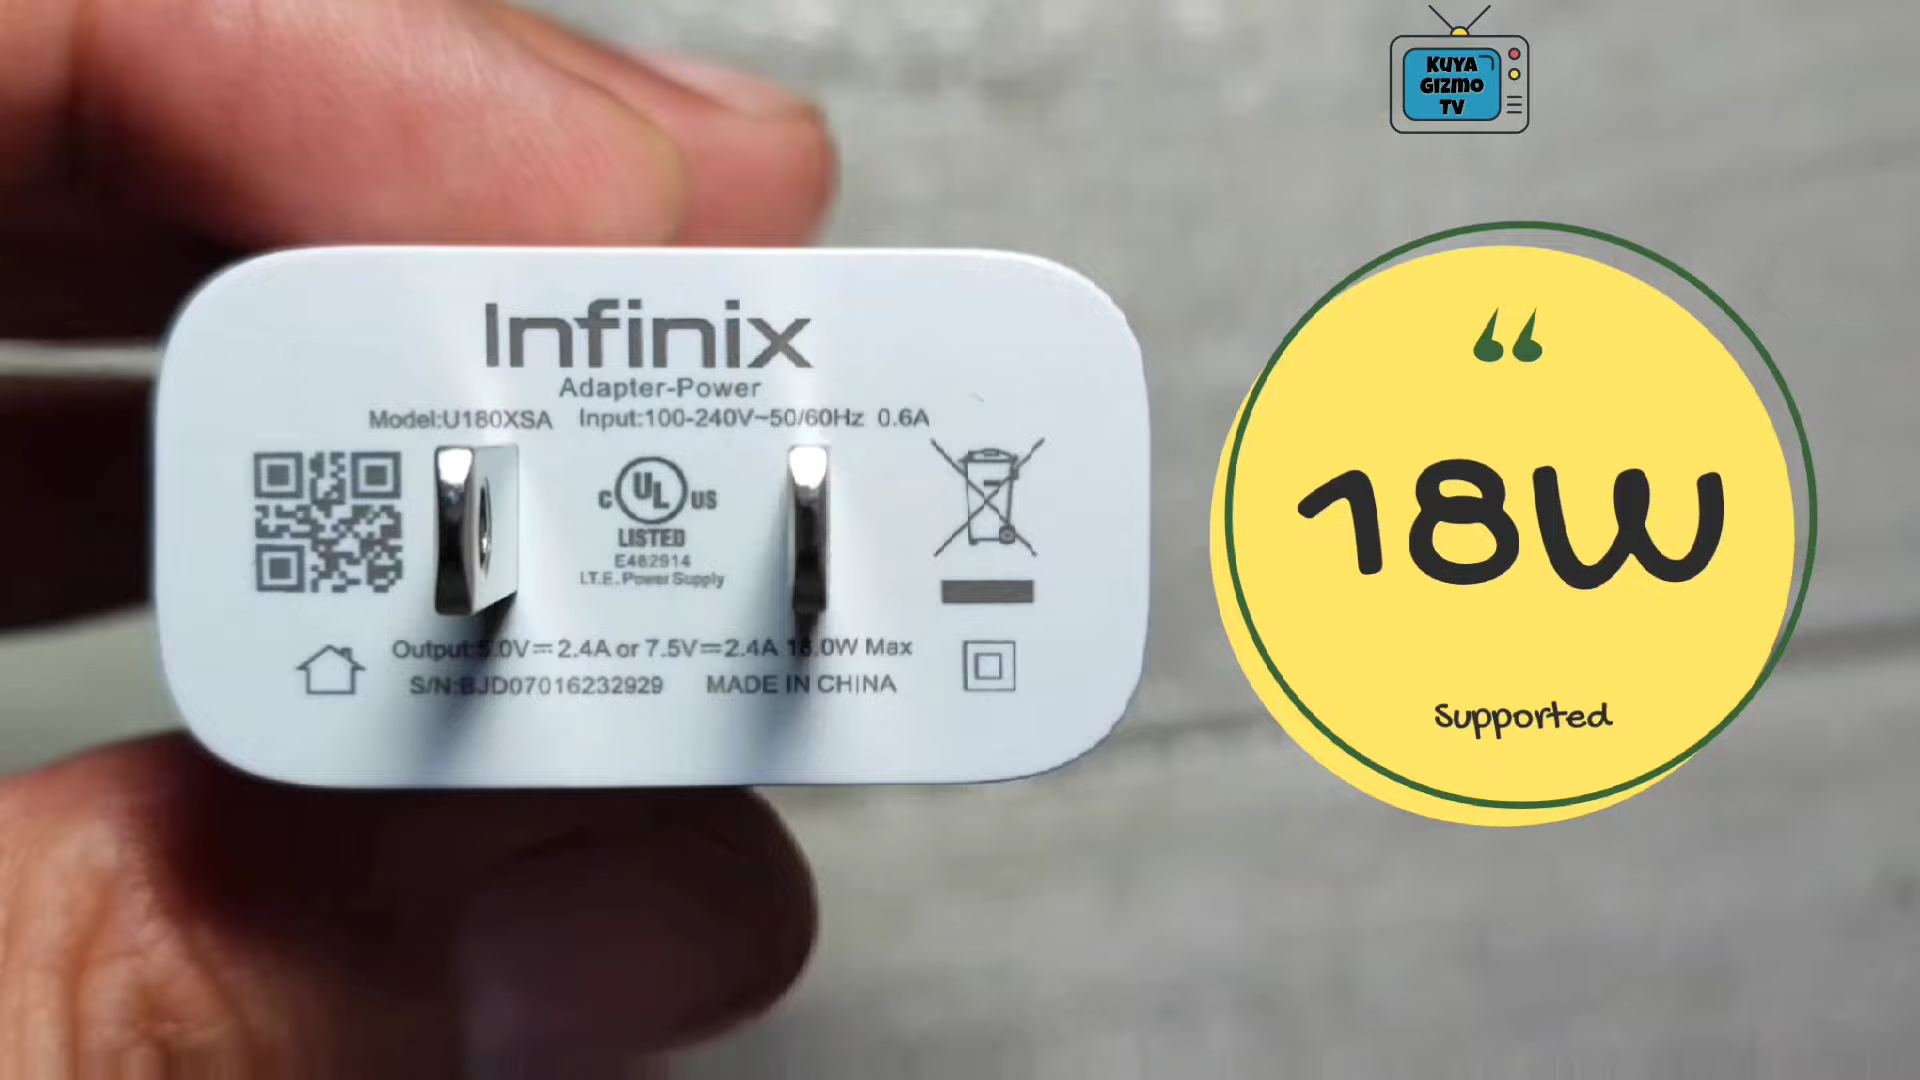 KUYA
GIZMO
TV
Infinix
Adapter-Power
Model:U180XSA Input:100-240V~50/60Hz 0.6A
C UL US
LISTED
E482914
I.T.E. Power Supply
Output:5.0V⎓2.4A or 7.5V⎓2.4A 18.0W Max
S/N:BJD07016232929 MADE IN CHINA
“
18W
Supported